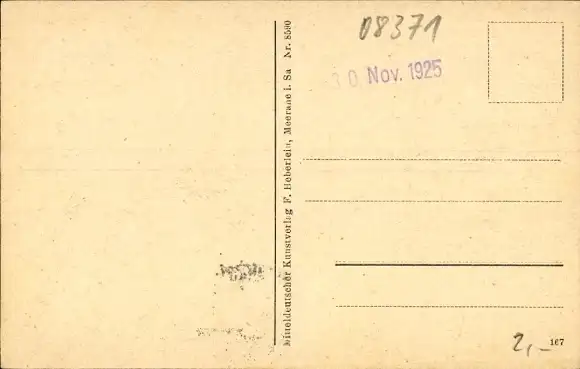 08371
30 Nov. 1925
Mitteldeutscher Kunstverlag F. Heberlein, Meerane i. Sa Nr. 8590
2,-
167